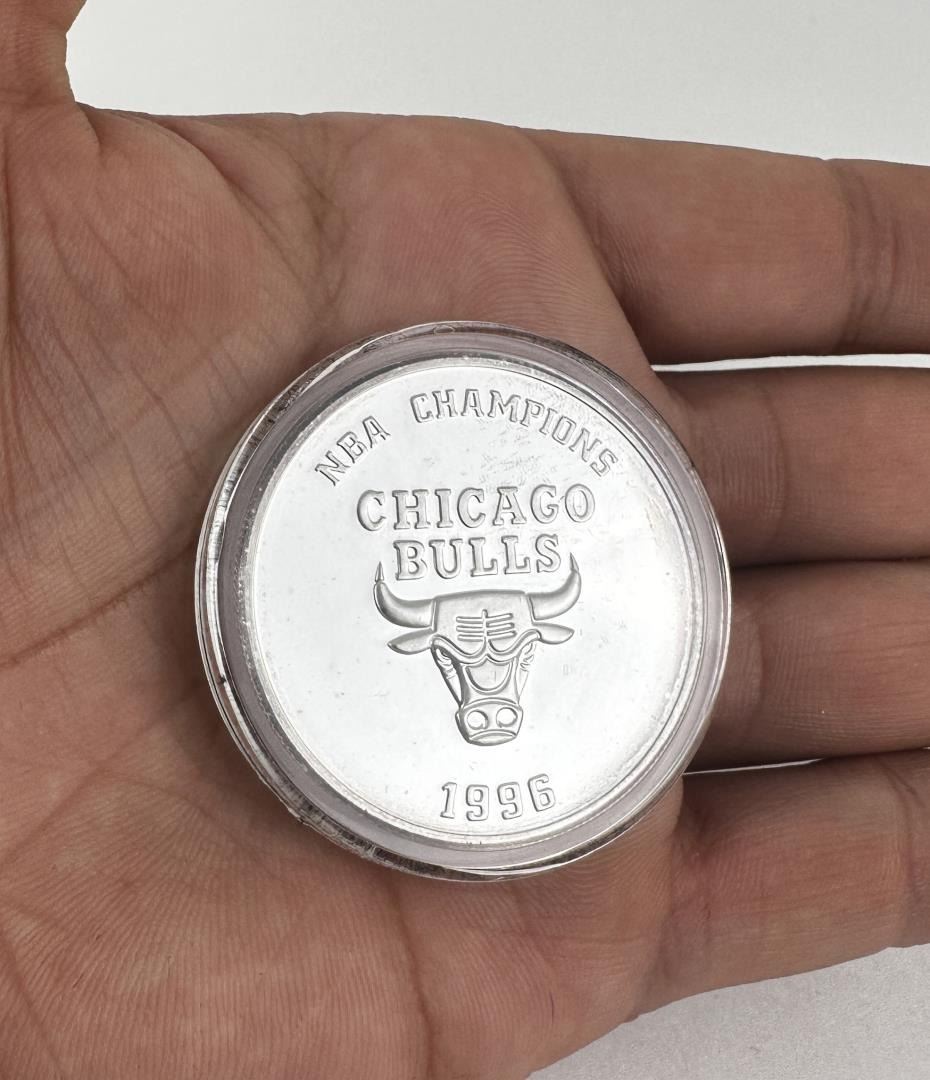 NBA CHAMPIONS
CHICAGO
BULLS
1996